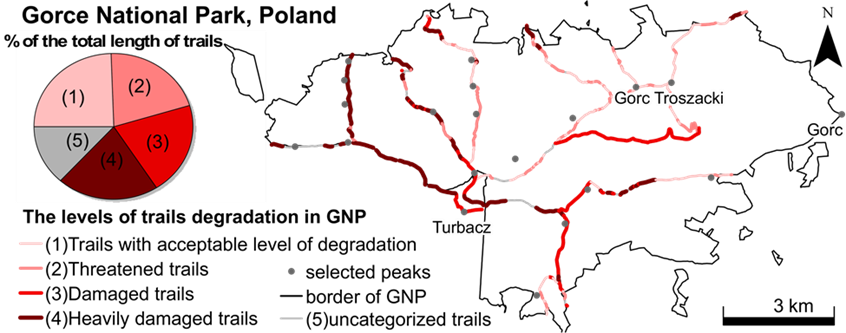 Gorce National Park, Poland
% of the total length of trails
N
(1)
(2)
(3)
(4)
(5)
Gorc Troszacki
Gorc
Turbacz
The levels of trails degradation in GNP
(1)Trails with acceptable level of degradation
(2)Threatened trails
(3)Damaged trails
(4)Heavily damaged trails
selected peaks
border of GNP
(5)uncategorized trails
3 km